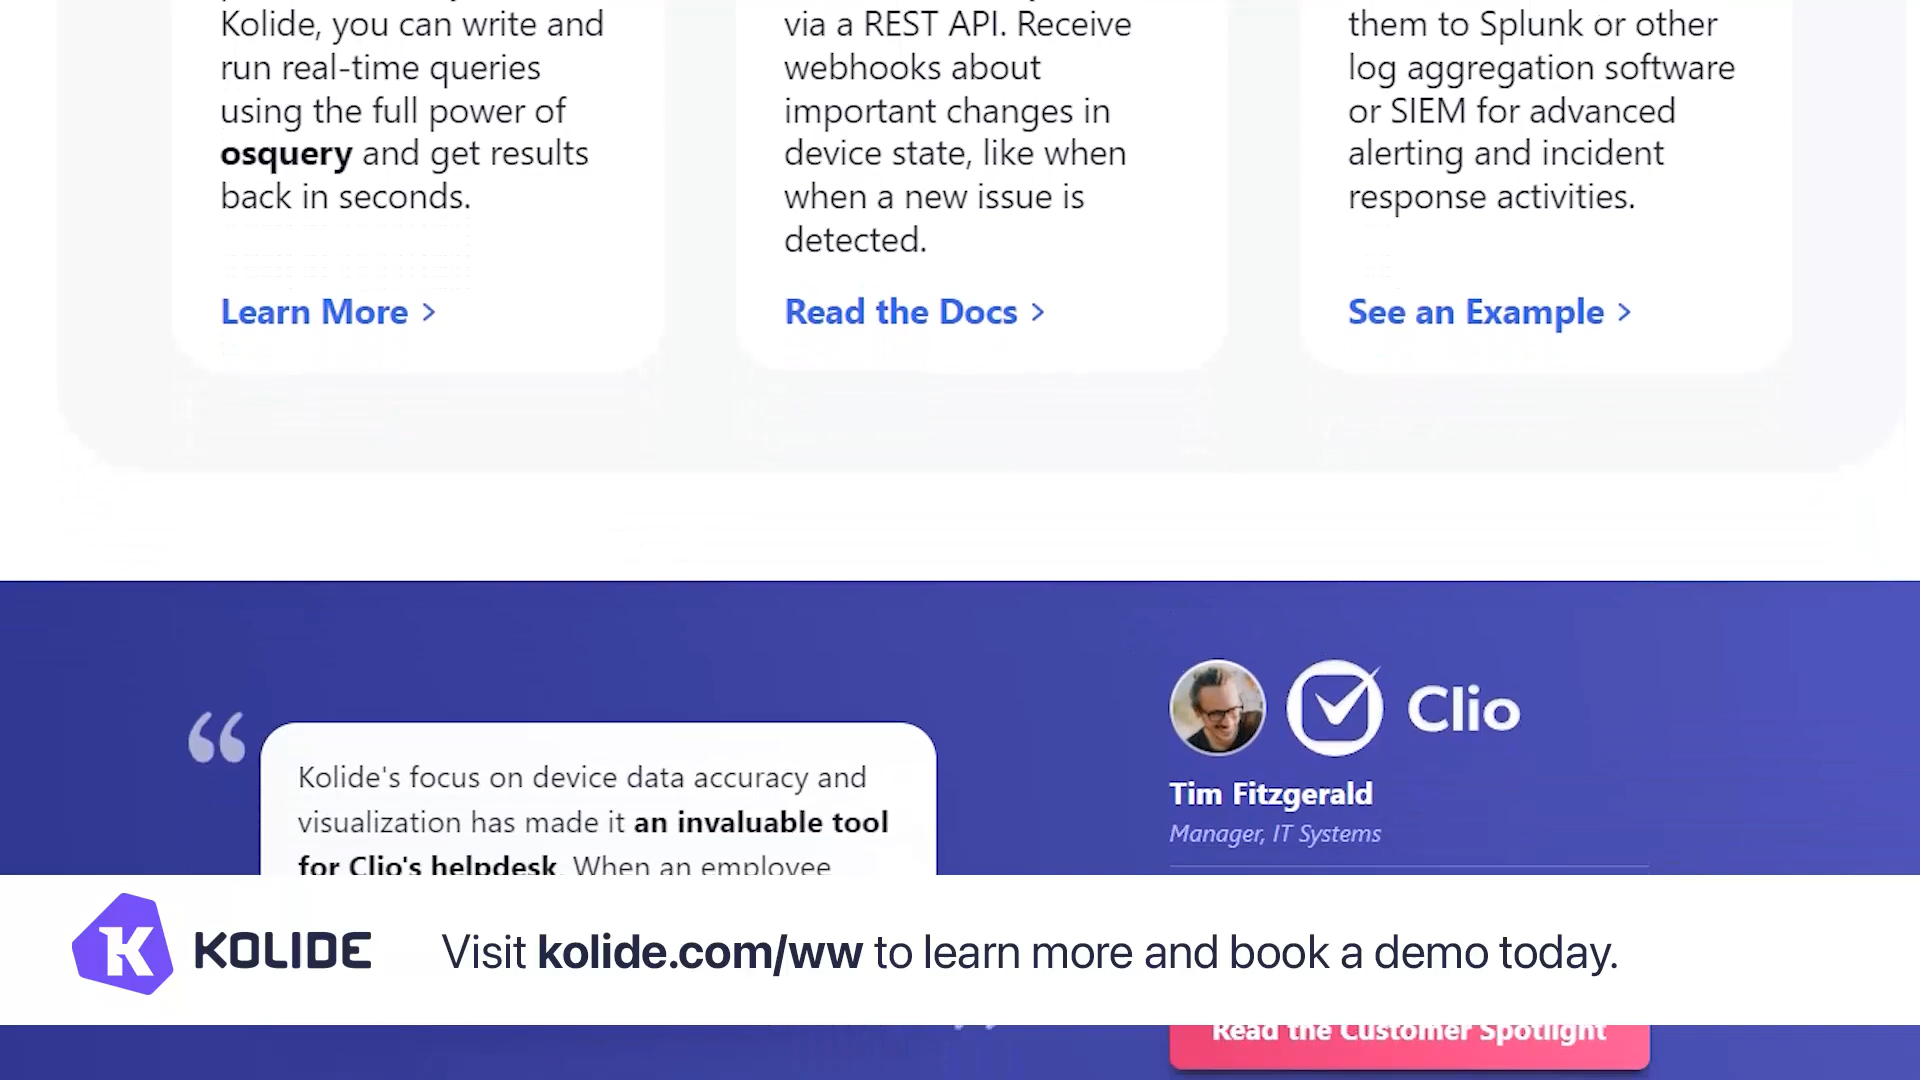 Kolide, you can write and
run real-time queries
using the full power of
osquery and get results
back in seconds.
Learn More >
via a REST API. Receive
webhooks about
important changes in
device state, like when
when a new issue is
detected.
Read the Docs >
them to Splunk or other
log aggregation software
or SIEM for advanced
alerting and incident
response activities.
See an Example >
“
Kolide's focus on device data accuracy and
visualization has made it an invaluable tool
for Clio's helpdesk. When an employee
Clio
Tim Fitzgerald
Manager, IT Systems
K KOLIDE
Visit kolide.com/ww to learn more and book a demo today.
Read the Customer Spotlight